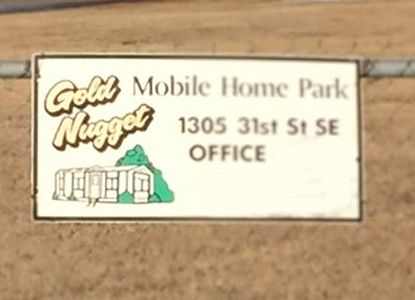 Gold
Nugget
Mobile Home Park
1305 31st St SE
OFFICE